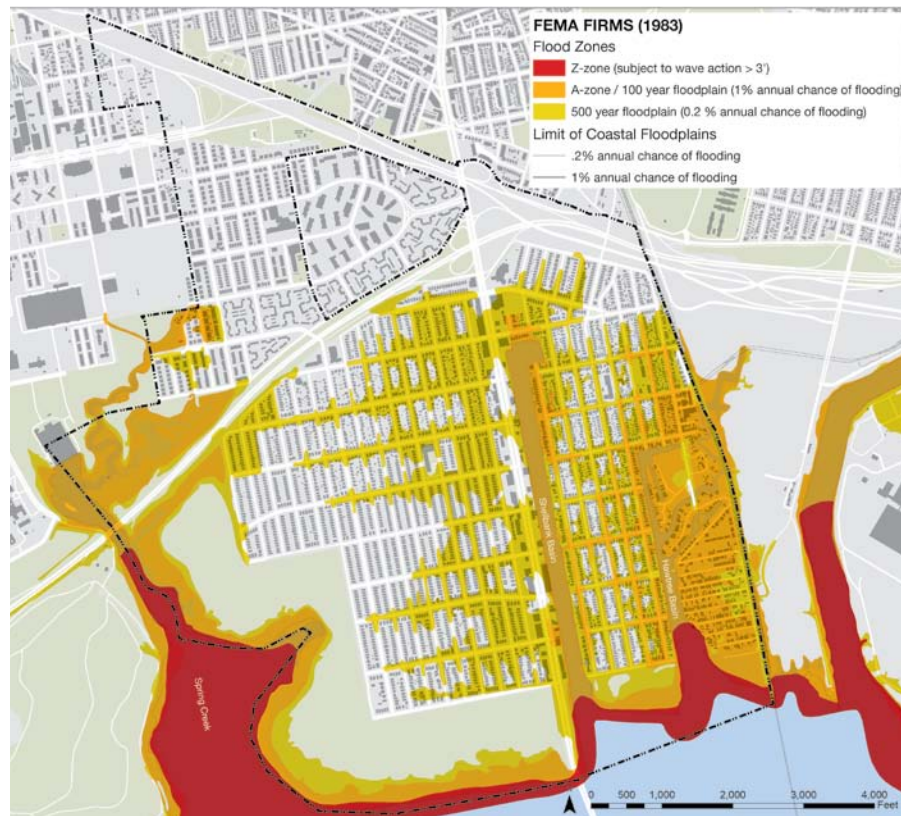 FEMA FIRMS (1983)
Flood Zones
Z-zone (subject to wave action > 3')
A-zone / 100 year floodplain (1% annual chance of flooding)
500 year floodplain (0.2 % annual chance of flooding)
Limit of Coastal Floodplains
.2% annual chance of flooding
1% annual chance of flooding
Shellbank Basin
Hawtree Basin
Spring Creek
0 500 1,000 2,000 3,000 4,000
Feet